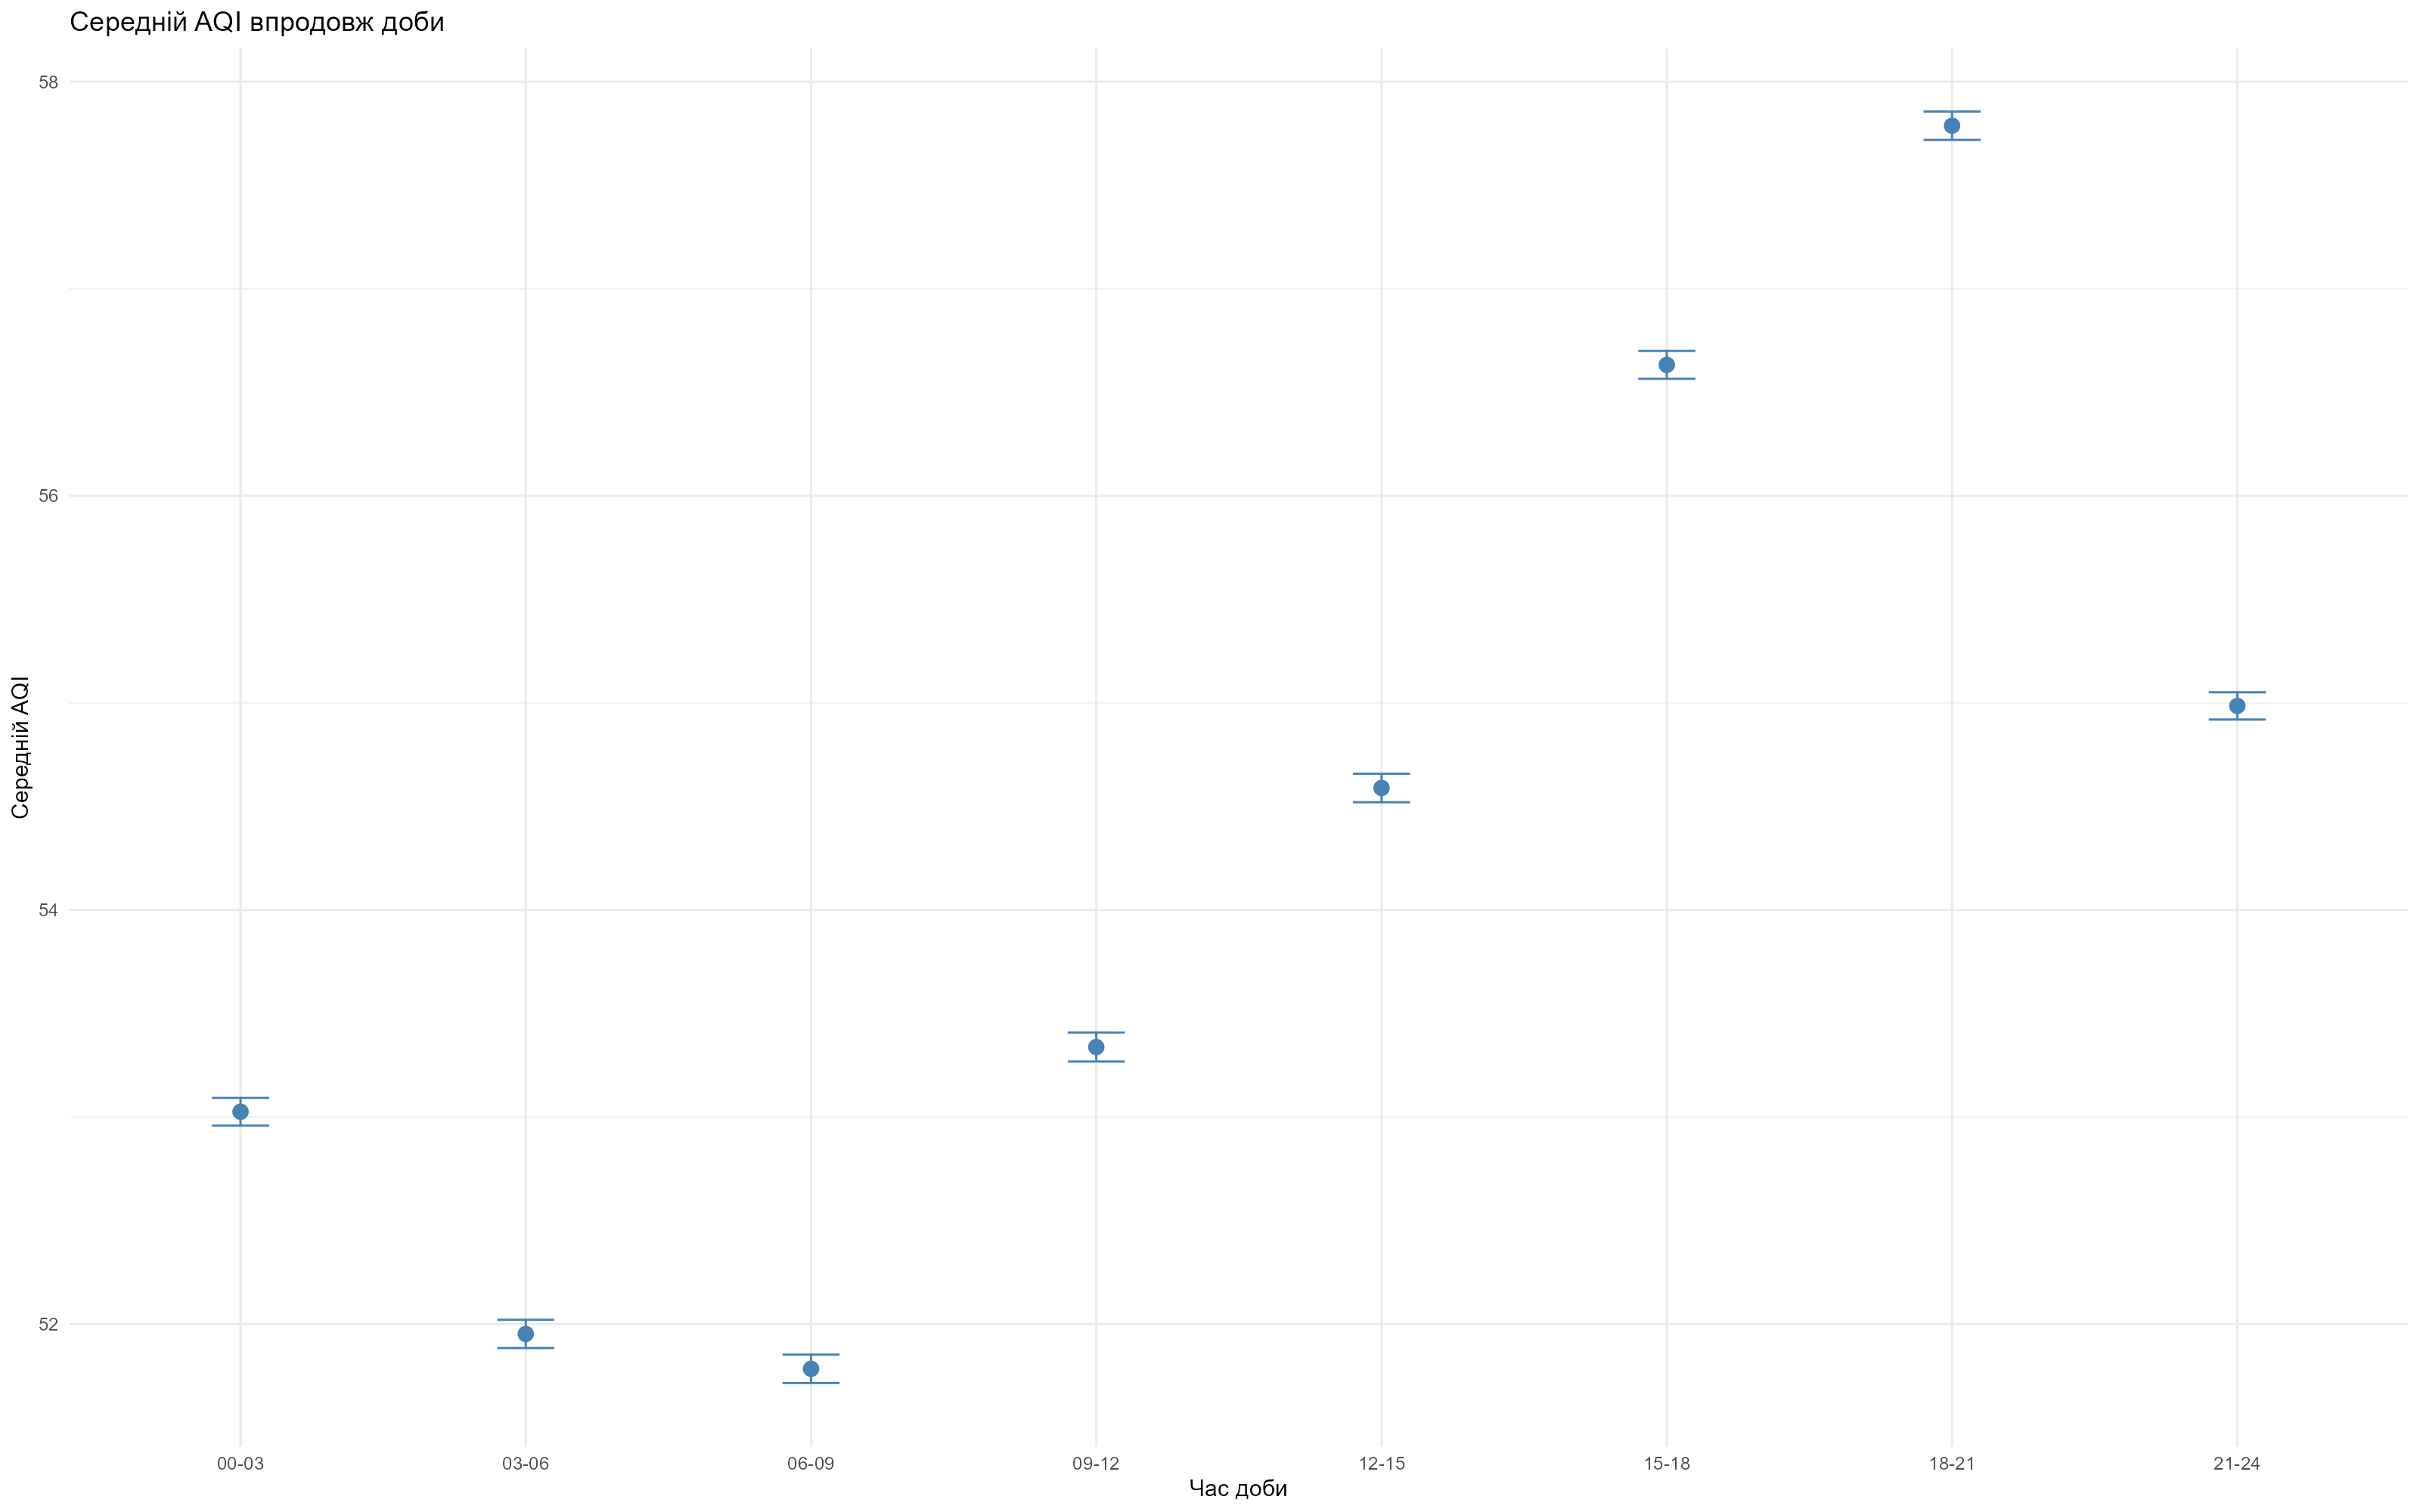 Середній AQI впродовж доби
58
56
54
52
Середній AQI
00-03 03-06 06-09 09-12 12-15 15-18 18-21 21-24
Час доби